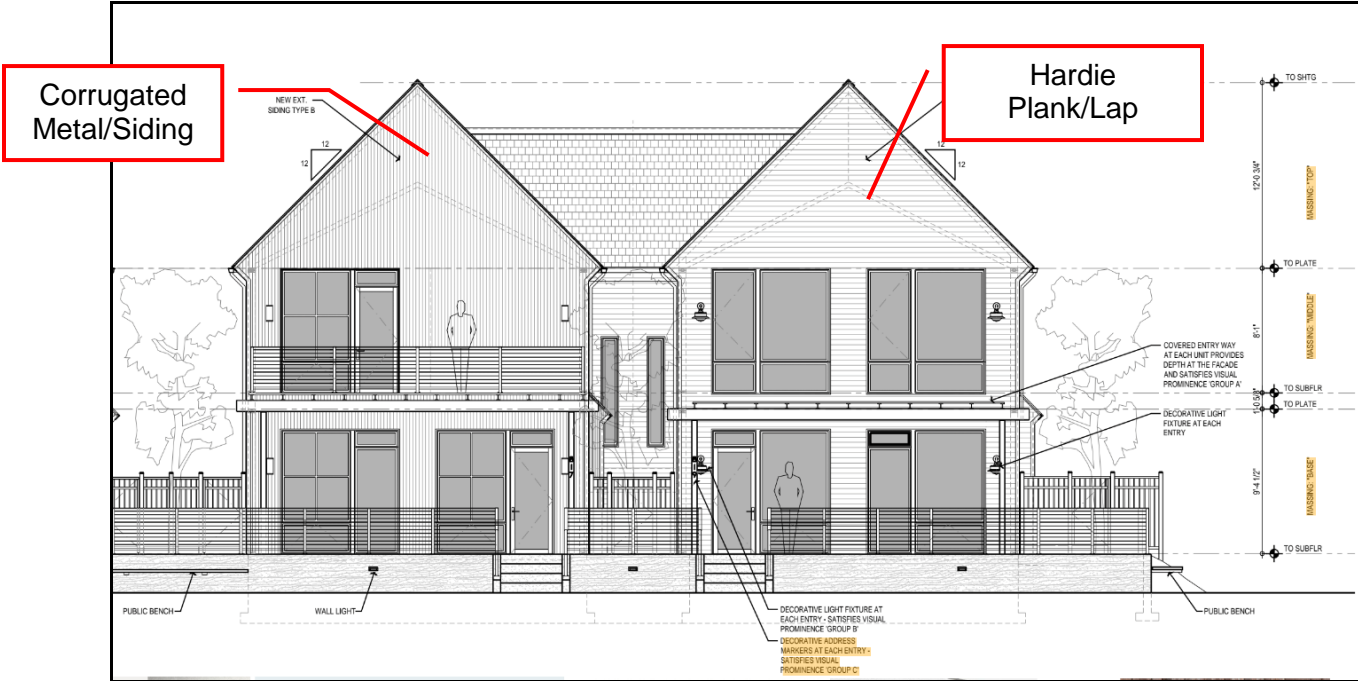 Corrugated
Metal/Siding
NEW EXT.
SIDING TYPE B
Hardie
Plank/Lap
12
12
12
12
TO SHTG
12'-0 3/4"
MASSING: "TOP"
TO PLATE
8'-1"
MASSING: "MIDDLE"
COVERED ENTRY WAY
AT EACH UNIT PROVIDES
DEPTH AT THE FACADE
AND SATISFIES VISUAL
PROMINENCE 'GROUP A'
TO SUBFLR
1'-0 5/8"
TO PLATE
DECORATIVE LIGHT
FIXTURE AT EACH
ENTRY
9'-4 1/2"
MASSING: "BASE"
TO SUBFLR
PUBLIC BENCH
WALL LIGHT
DECORATIVE LIGHT FIXTURE AT
EACH ENTRY - SATISFIES VISUAL
PROMINENCE 'GROUP B'
DECORATIVE ADDRESS
MARKERS AT EACH ENTRY -
SATISFIES VISUAL
PROMINENCE 'GROUP C'
PUBLIC BENCH